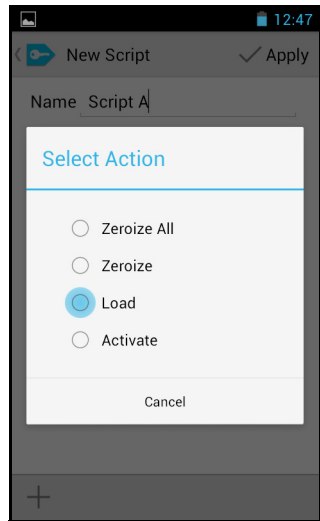 12:47
New Script
Apply
Name Script A
Select Action
Zeroize All
Zeroize
Load
Activate
Cancel